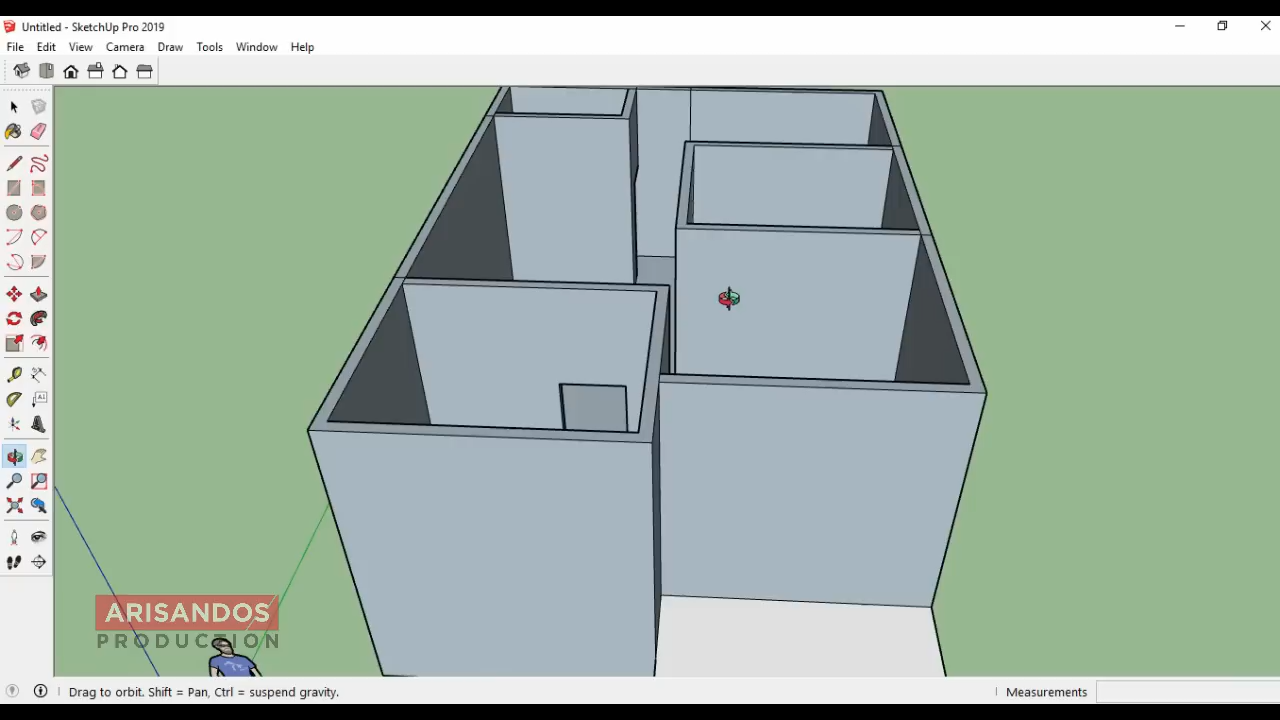 Untitled - SketchUp Pro 2019
File Edit View Camera Draw Tools Window Help
A1
ARISANDOS
PRODUCTION
Drag to orbit. Shift = Pan, Ctrl = suspend gravity.
Measurements